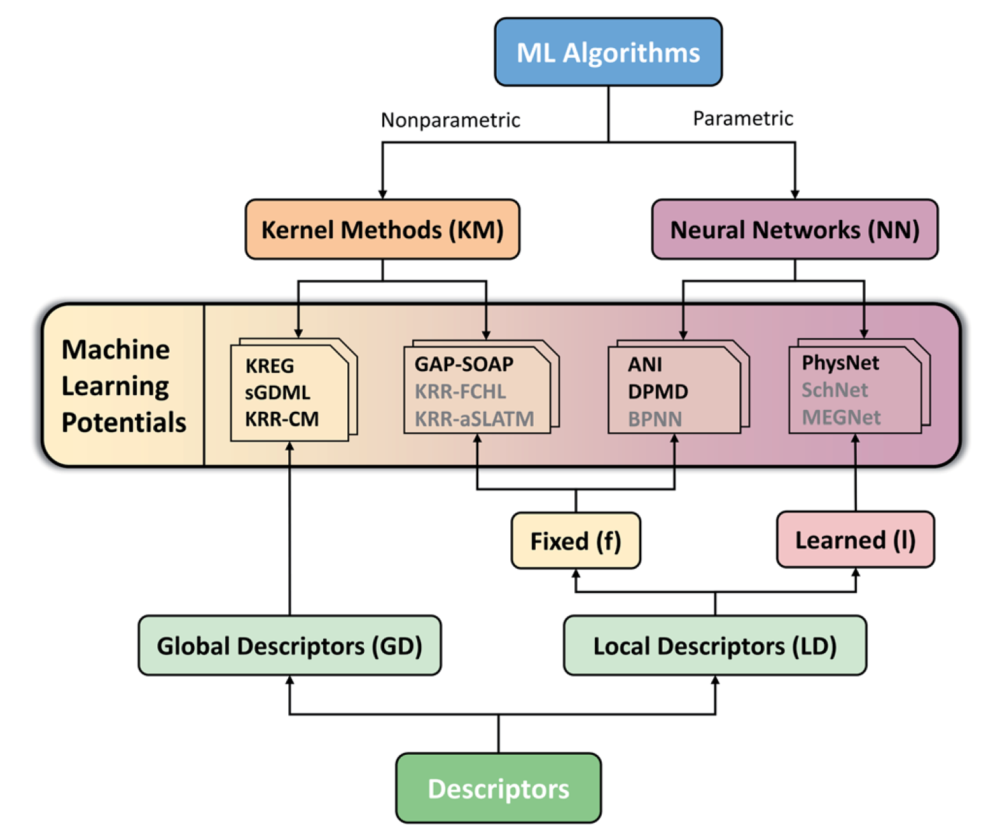 ML Algorithms
Nonparametric
Parametric
Kernel Methods (KM)
Neural Networks (NN)
Machine
Learning
Potentials
KREG
sGDML
KRR-CM
GAP-SOAP
KRR-FCHL
KRR-aSLATM
ANI
DPMD
BPNN
PhysNet
SchNet
MEGNet
Fixed (f)
Learned (l)
Global Descriptors (GD)
Local Descriptors (LD)
Descriptors